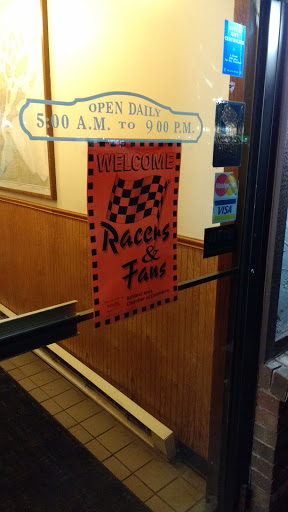 OPEN DAILY
5:00 A.M. TO 9 00 P.M.
WELCOME
Racers
&
Fans
VISA